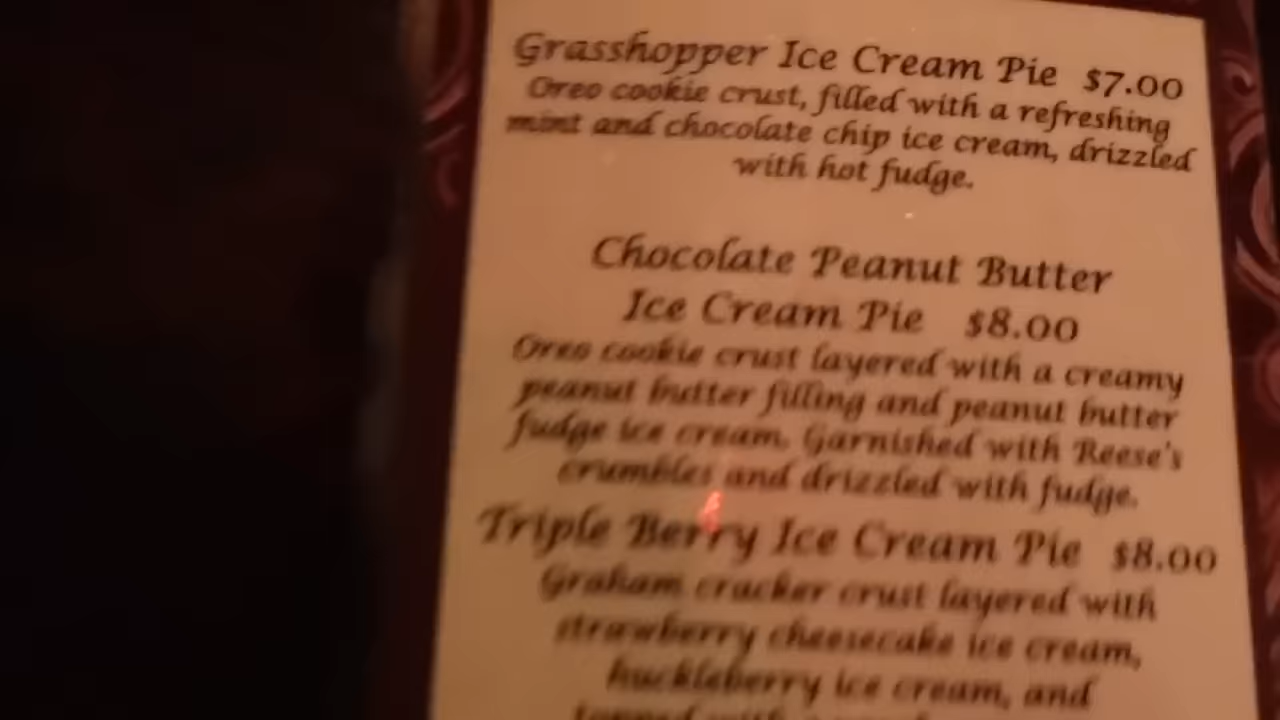 Grasshopper Ice Cream Pie $7.00
Oreo cookie crust, filled with a refreshing
mint and chocolate chip ice cream, drizzled
with hot fudge.
Chocolate Peanut Butter
Ice Cream Pie $8.00
Oreo cookie crust layered with a creamy
peanut butter filling and peanut butter
fudge ice cream. Garnished with Reese's
crumbles and drizzled with fudge.
Triple Berry Ice Cream Pie $8.00
Graham cracker crust layered with
strawberry cheesecake ice cream,
huckleberry ice cream, and
topped with